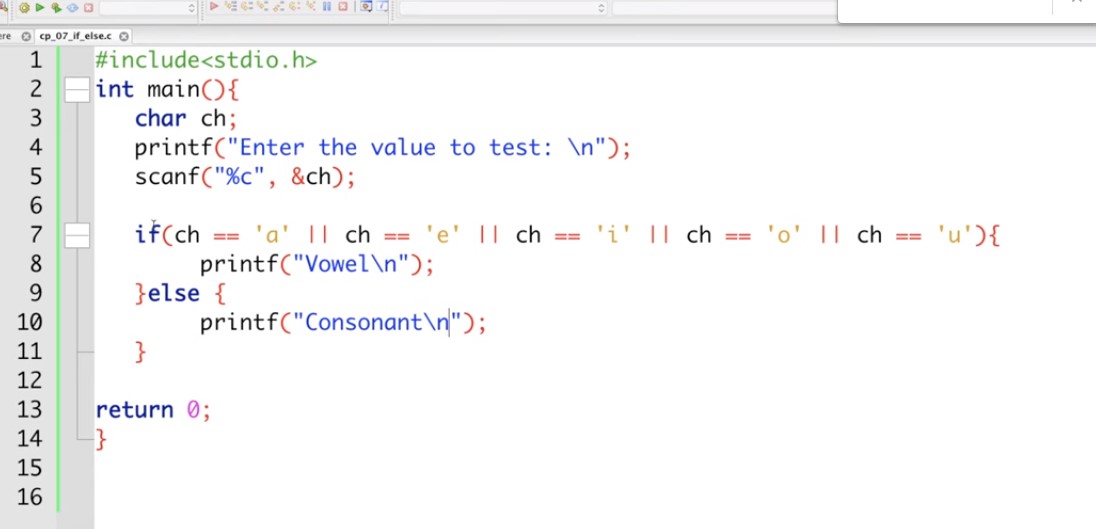 ere cp_07_if_else.c
1 #include<stdio.h>
2 int main(){
3 char ch;
4 printf("Enter the value to test: \n");
5 scanf("%c", &ch);
6
7 if(ch == 'a' || ch == 'e' || ch == 'i' || ch == 'o' || ch == 'u'){
8 printf("Vowel\n");
9 }else {
10 printf("Consonant\n");
11 }
12
13 return 0;
14 }
15
16